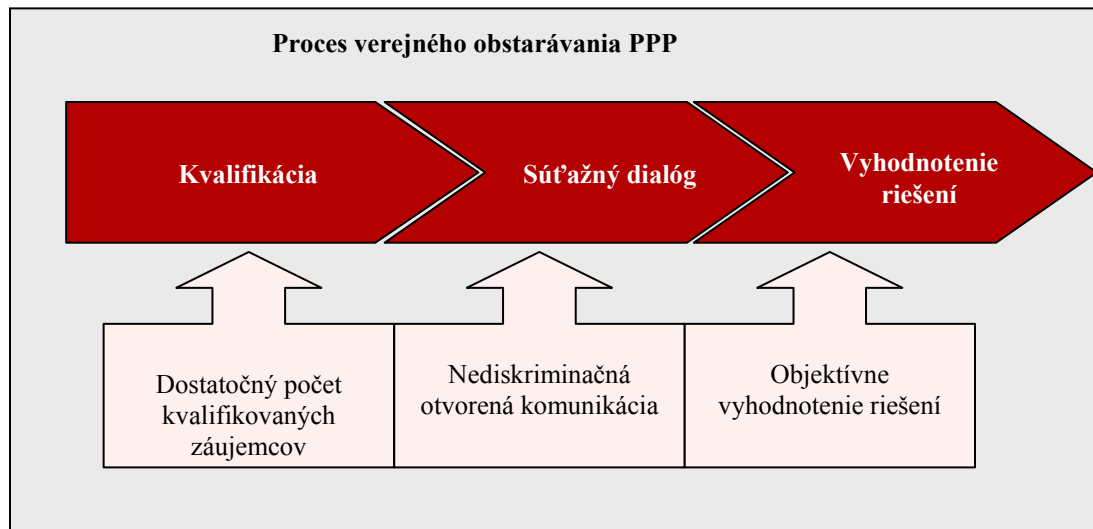 Proces verejného obstarávania PPP
Kvalifikácia
Súťažný dialóg
Vyhodnotenie
riešení
Dostatočný počet
kvalifikovaných
záujemcov
Nediskriminačná
otvorená komunikácia
Objektívne
vyhodnotenie riešení